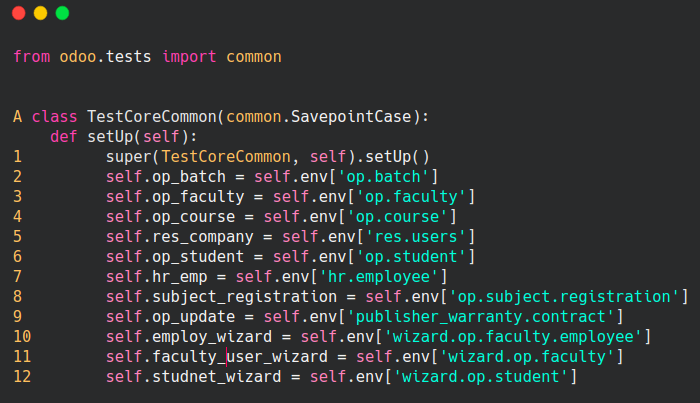 from odoo.tests import common
A class TestCoreCommon(common.SavepointCase):
def setUp(self):
1 super(TestCoreCommon, self).setUp()
2 self.op_batch = self.env['op.batch']
3 self.op_faculty = self.env['op.faculty']
4 self.op_course = self.env['op.course']
5 self.res_company = self.env['res.users']
6 self.op_student = self.env['op.student']
7 self.hr_emp = self.env['hr.employee']
8 self.subject_registration = self.env['op.subject.registration']
9 self.op_update = self.env['publisher_warranty.contract']
10 self.employ_wizard = self.env['wizard.op.faculty.employee']
11 self.faculty_user_wizard = self.env['wizard.op.faculty']
12 self.studnet_wizard = self.env['wizard.op.student']